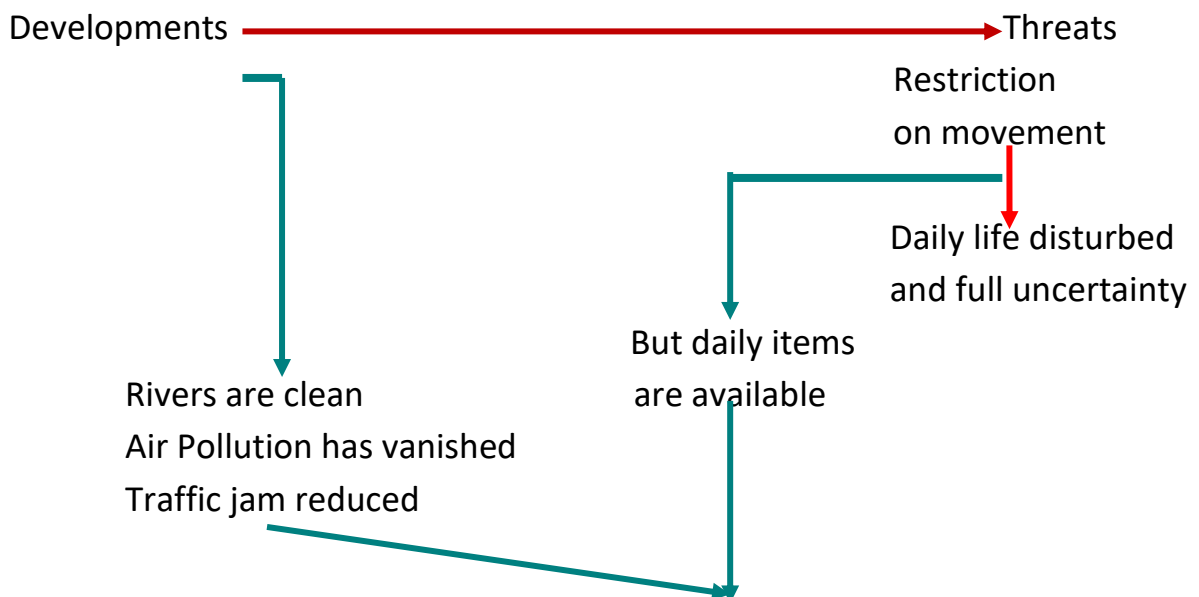 Developments
Threats
Restriction
on movement
Daily life disturbed
and full uncertainty
But daily items
are available
Rivers are clean
Air Pollution has vanished
Traffic jam reduced